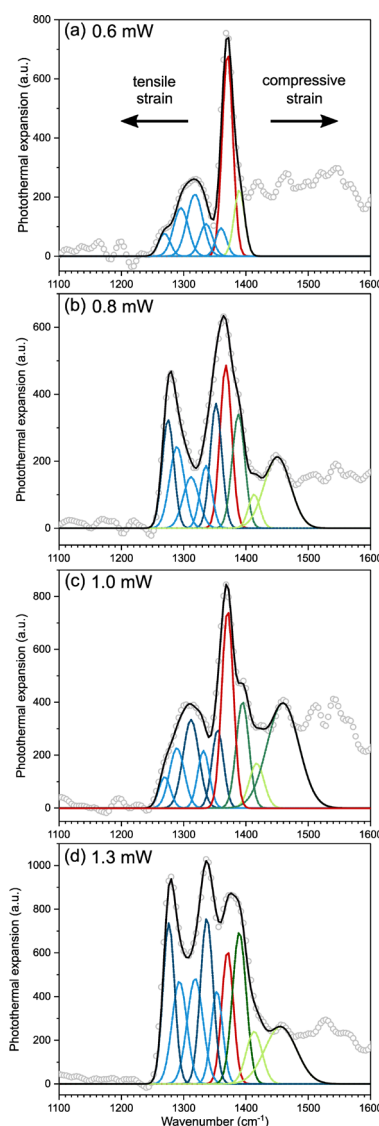 (a) 0.6 mW
tensile strain
compressive strain
Photothermal expansion (a.u.)
800
600
400
200
0
1100 1200 1300 1400 1500 1600
(b) 0.8 mW
Photothermal expansion (a.u.)
600
400
200
0
1100 1200 1300 1400 1500 1600
(c) 1.0 mW
Photothermal expansion (a.u.)
800
600
400
200
0
1100 1200 1300 1400 1500 1600
(d) 1.3 mW
Photothermal expansion (a.u.)
1000
800
600
400
200
0
1100 1200 1300 1400 1500 1600
Wavenumber (cm⁻¹)